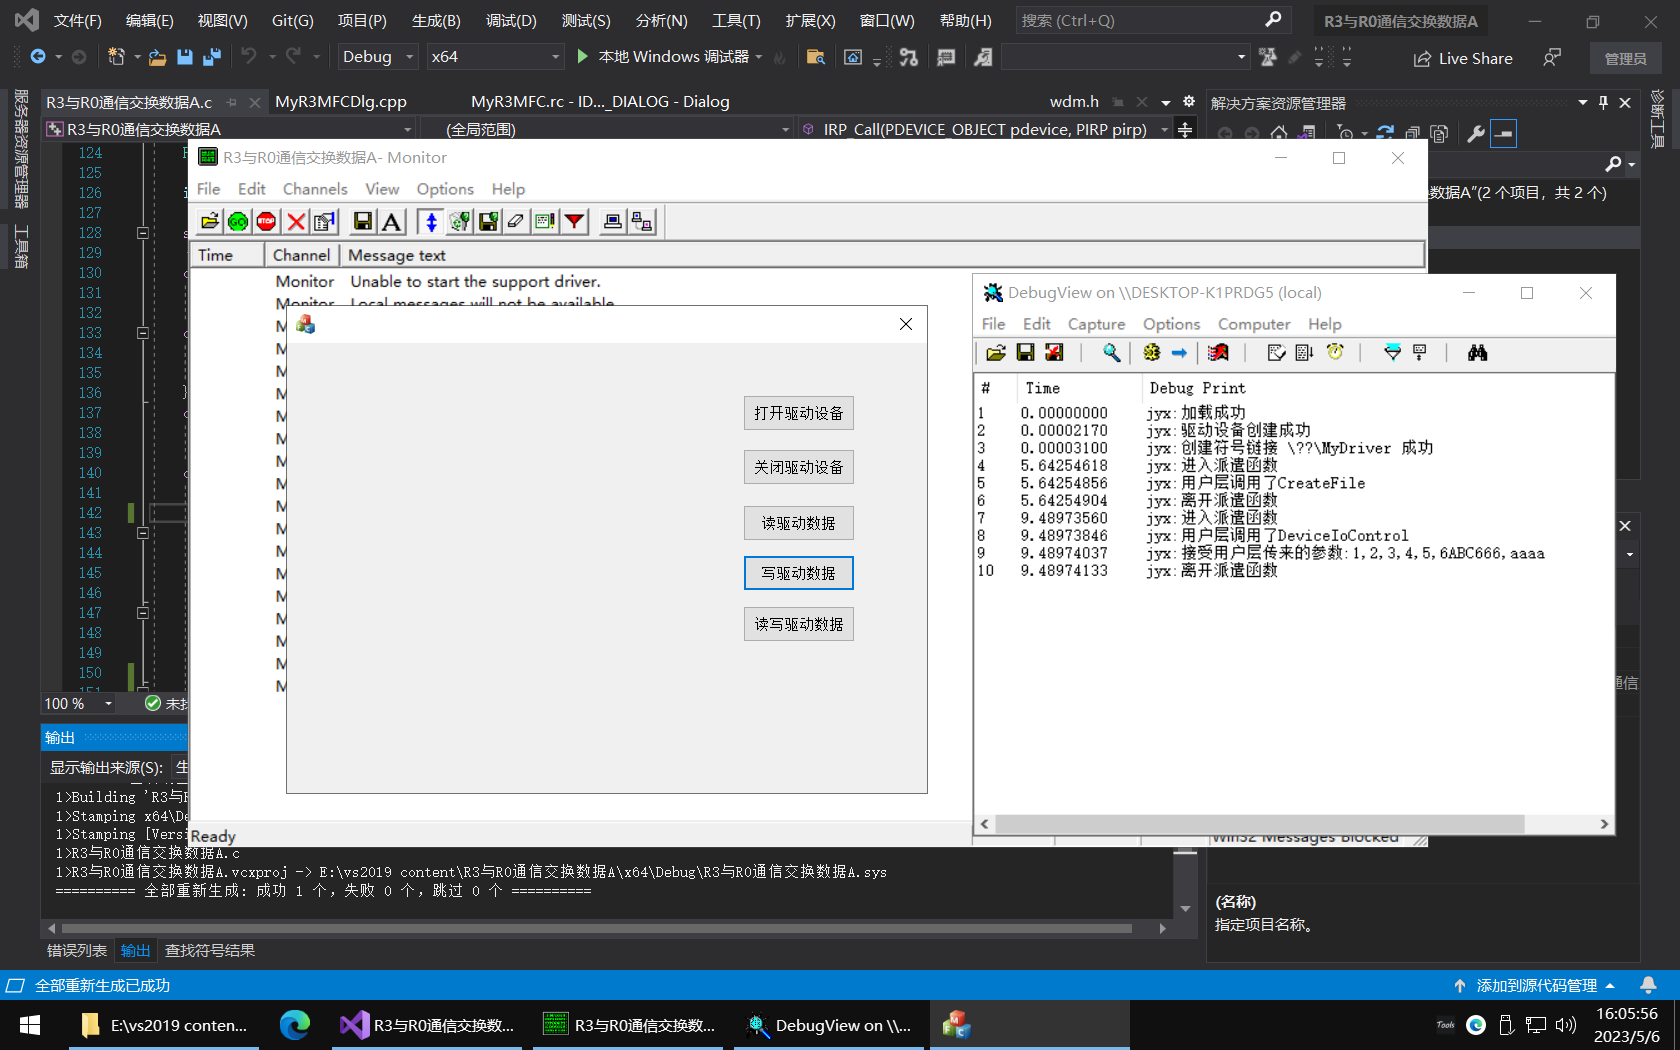 文件(F) 编辑(E) 视图(V) Git(G) 项目(P) 生成(B) 调试(D) 测试(S) 分析(N) 工具(T) 扩展(X) 窗口(W) 帮助(H) 搜索 (Ctrl+Q) R3与R0通信交换数据A
Debug x64 本地 Windows 调试器 Live Share 管理员
服务器资源管理器
工具箱
R3与R0通信交换数据A.c MyR3MFCDlg.cpp MyR3MFC.rc - ID..._DIALOG - Dialog wdm.h
R3与R0通信交换数据A (全局范围) IRP_Call(PDEVICE_OBJECT pdevice, PIRP pirp)
解决方案资源管理器
诊断工具
数据A"(2 个项目，共 2 个)
124
125
126
127
128
129
130
131
132
133
134
135
136
137
138
139
140
141
142
143
144
145
146
147
148
149
150
151
R3与R0通信交换数据A- Monitor
File Edit Channels View Options Help
GO STOP A
Time Channel Message text
Monitor Unable to start the support driver.
Monitor Local messages will not be available
打开驱动设备
关闭驱动设备
读驱动数据
写驱动数据
读写驱动数据
Ready
Win32 Messages Blocked
DebugView on \\DESKTOP-K1PRDG5 (local)
File Edit Capture Options Computer Help
# Time Debug Print
1 0.00000000 jyx:加载成功
2 0.00002170 jyx:驱动设备创建成功
3 0.00003100 jyx:创建符号链接 \??\MyDriver 成功
4 5.64254618 jyx:进入派遣函数
5 5.64254856 jyx:用户层调用了CreateFile
6 5.64254904 jyx:离开派遣函数
7 9.48973560 jyx:进入派遣函数
8 9.48973846 jyx:用户层调用了DeviceIoControl
9 9.48974037 jyx:接受用户层传来的参数:1,2,3,4,5,6ABC666,aaaa
10 9.48974133 jyx:离开派遣函数
通信
100 % 未找
输出
显示输出来源(S): 生
1>Building 'R3与R
1>Stamping x64\De
1>Stamping [Versi
1>R3与R0通信交换数据A.c
1>R3与R0通信交换数据A.vcxproj -> E:\vs2019 content\R3与R0通信交换数据A\x64\Debug\R3与R0通信交换数据A.sys
========== 全部重新生成: 成功 1 个，失败 0 个，跳过 0 个 ==========
错误列表 输出 查找符号结果
(名称)
指定项目名称。
全部重新生成已成功 添加到源代码管理
E:\vs2019 conten... R3与R0通信交换数... R3与R0通信交换数... DebugView on \\... Tools
16:05:56
2023/5/6